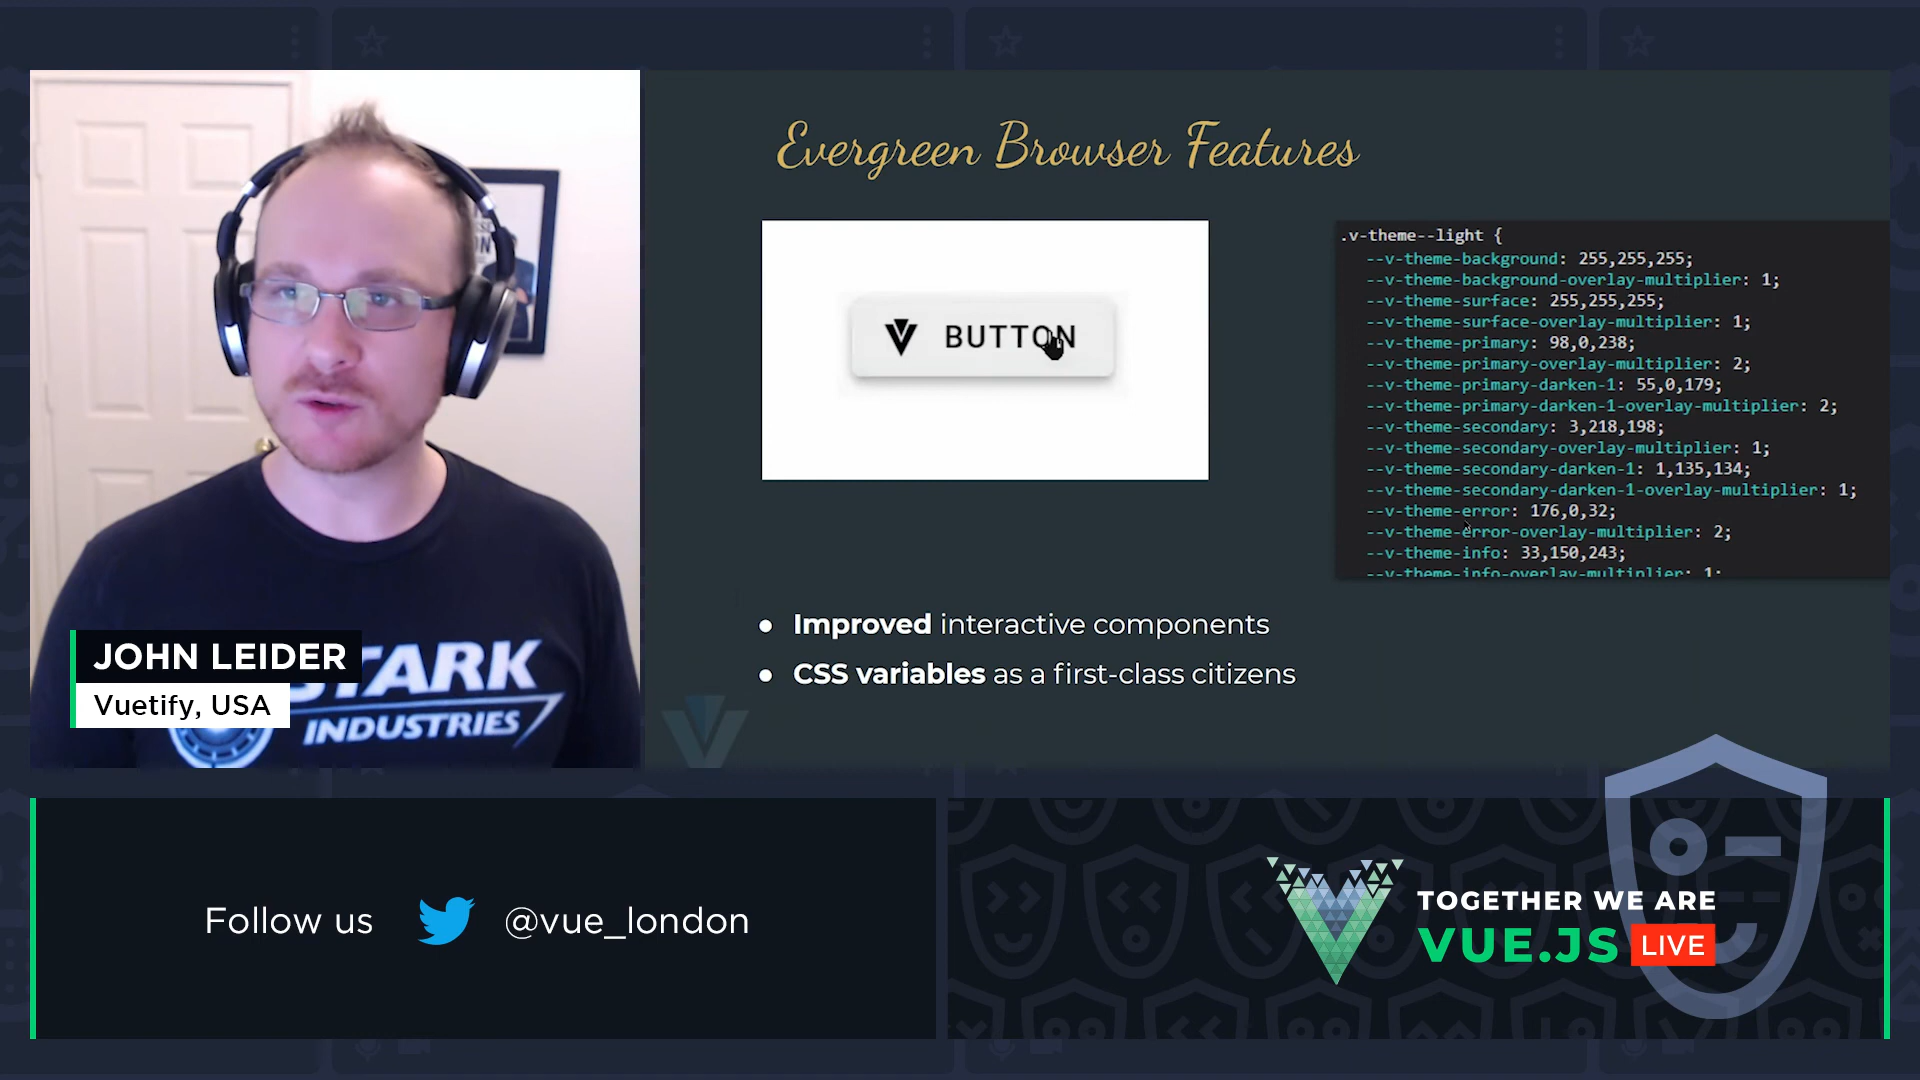 Evergreen Browser Features
BUTTON
.v-theme--light {
--v-theme-background: 255,255,255;
--v-theme-background-overlay-multiplier: 1;
--v-theme-surface: 255,255,255;
--v-theme-surface-overlay-multiplier: 1;
--v-theme-primary: 98,0,238;
--v-theme-primary-overlay-multiplier: 2;
--v-theme-primary-darken-1: 55,0,179;
--v-theme-primary-darken-1-overlay-multiplier: 2;
--v-theme-secondary: 3,218,198;
--v-theme-secondary-overlay-multiplier: 1;
--v-theme-secondary-darken-1: 1,135,134;
--v-theme-secondary-darken-1-overlay-multiplier: 1;
--v-theme-error: 176,0,32;
--v-theme-error-overlay-multiplier: 2;
--v-theme-info: 33,150,243;
--v-theme-info-overlay-multiplier: 1;
● Improved interactive components
● CSS variables as a first-class citizens
JOHN LEIDER
Vuetify, USA
INDUSTRIES
Follow us @vue_london
TOGETHER WE ARE
VUE.JS LIVE